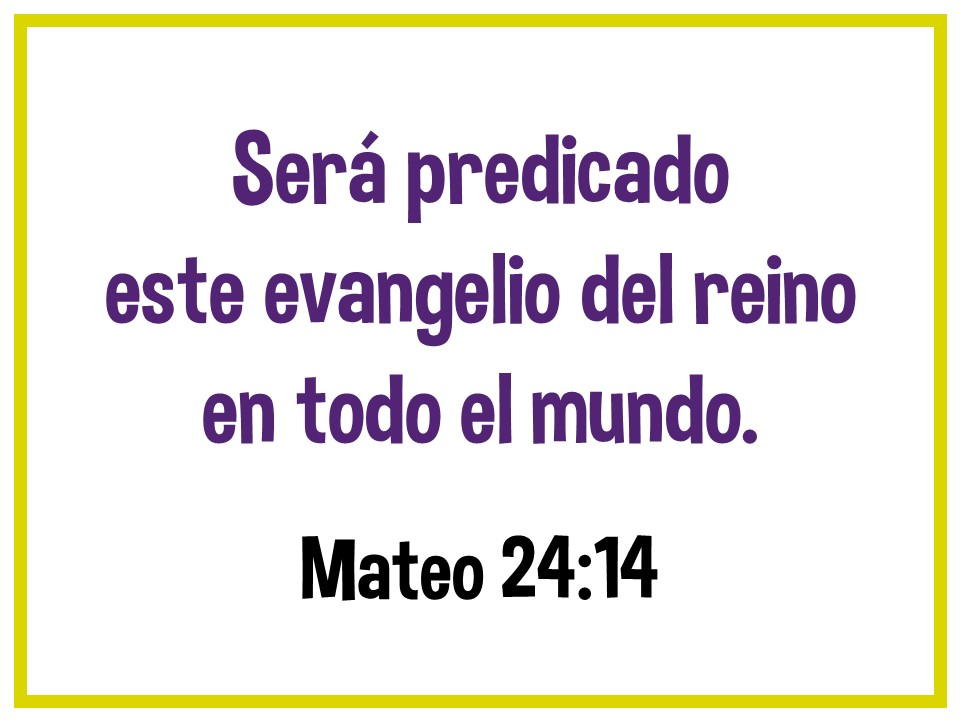 Será predicado
este evangelio del reino
en todo el mundo.
Mateo 24:14